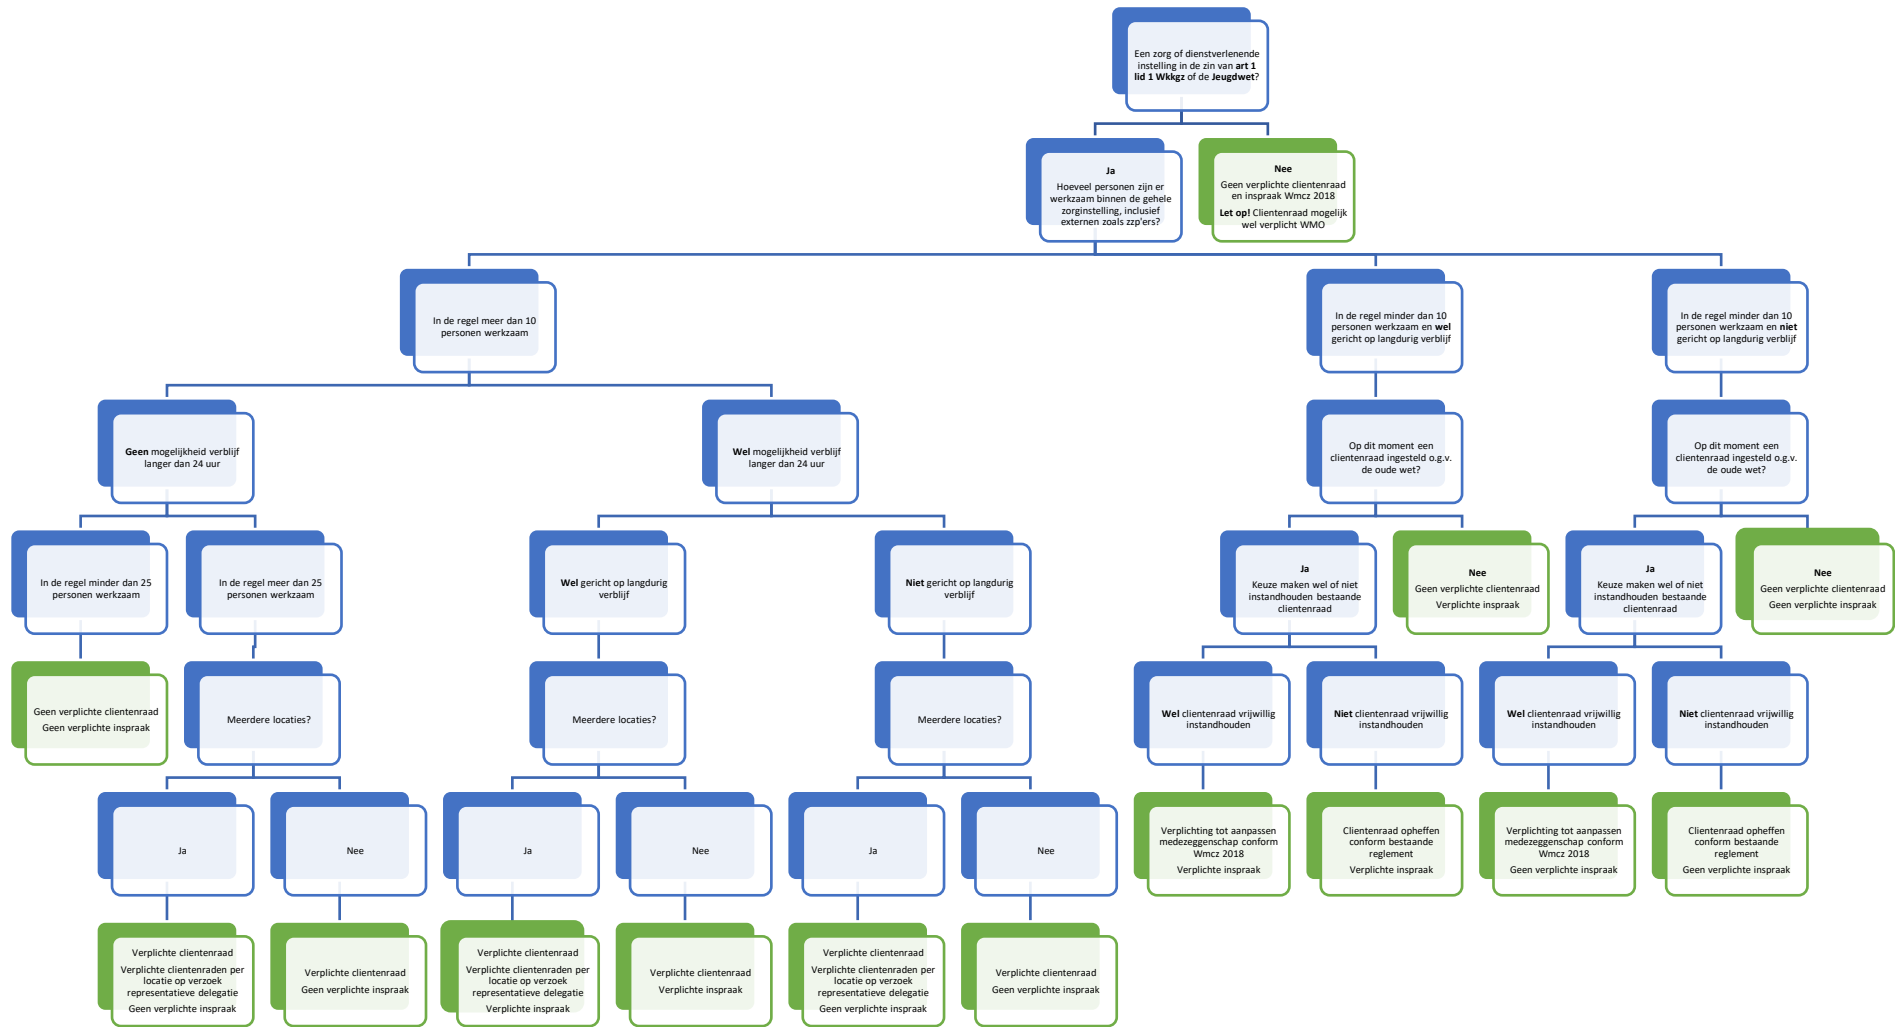 Een zorg of dienstverlenende
instelling in de zin van art 1
lid 1 Wkkgz of de Jeugdwet?
Ja
Hoeveel personen zijn er
werkzaam binnen de gehele
zorginstelling, inclusief
externen zoals zzp'ers?
Nee
Geen verplichte clientenraad
en inspraak Wmcz 2018
Let op! Clientenraad mogelijk
wel verplicht WMO
In de regel meer dan 10
personen werkzaam
In de regel minder dan 10
personen werkzaam en wel
gericht op langdurig verblijf
In de regel minder dan 10
personen werkzaam en niet
gericht op langdurig verblijf
Geen mogelijkheid verblijf
langer dan 24 uur
Wel mogelijkheid verblijf
langer dan 24 uur
Op dit moment een
clientenraad ingesteld o.g.v.
de oude wet?
Op dit moment een
clientenraad ingesteld o.g.v.
de oude wet?
In de regel minder dan 25
personen werkzaam
In de regel meer dan 25
personen werkzaam
Wel gericht op langdurig
verblijf
Niet gericht op langdurig
verblijf
Ja
Keuze maken wel of niet
instandhouden bestaande
clientenraad
Nee
Geen verplichte clientenraad
Verplichte inspraak
Ja
Keuze maken wel of niet
instandhouden bestaande
clientenraad
Nee
Geen verplichte clientenraad
Geen verplichte inspraak
Geen verplichte clientenraad
Geen verplichte inspraak
Meerdere locaties?
Meerdere locaties?
Meerdere locaties?
Wel clientenraad vrijwillig
instandhouden
Niet clientenraad vrijwillig
instandhouden
Wel clientenraad vrijwillig
instandhouden
Niet clientenraad vrijwillig
instandhouden
Ja
Nee
Ja
Nee
Ja
Nee
Verplichting tot aanpassen
medezeggenschap conform
Wmcz 2018
Verplichte inspraak
Clientenraad opheffen
conform bestaande
reglement
Verplichte inspraak
Verplichting tot aanpassen
medezeggenschap conform
Wmcz 2018
Geen verplichte inspraak
Clientenraad opheffen
conform bestaande
reglement
Geen verplichte inspraak
Verplichte clientenraad
Verplichte clientenraden per
locatie op verzoek
representatieve delegatie
Geen verplichte inspraak
Verplichte clientenraad
Geen verplichte inspraak
Verplichte clientenraad
Verplichte clientenraden per
locatie op verzoek
representatieve delegatie
Verplichte inspraak
Verplichte clientenraad
Verplichte inspraak
Verplichte clientenraad
Verplichte clientenraden per
locatie op verzoek
representatieve delegatie
Geen verplichte inspraak
Verplichte clientenraad
Geen verplichte inspraak